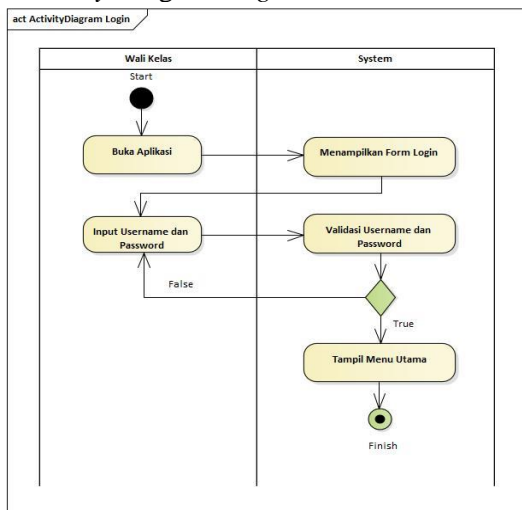 act ActivityDiagram Login
Wali Kelas
System
Start
Buka Aplikasi
Menampilkan Form Login
Input Username dan
Password
Validasi Username dan
Password
False
True
Tampil Menu Utama
Finish